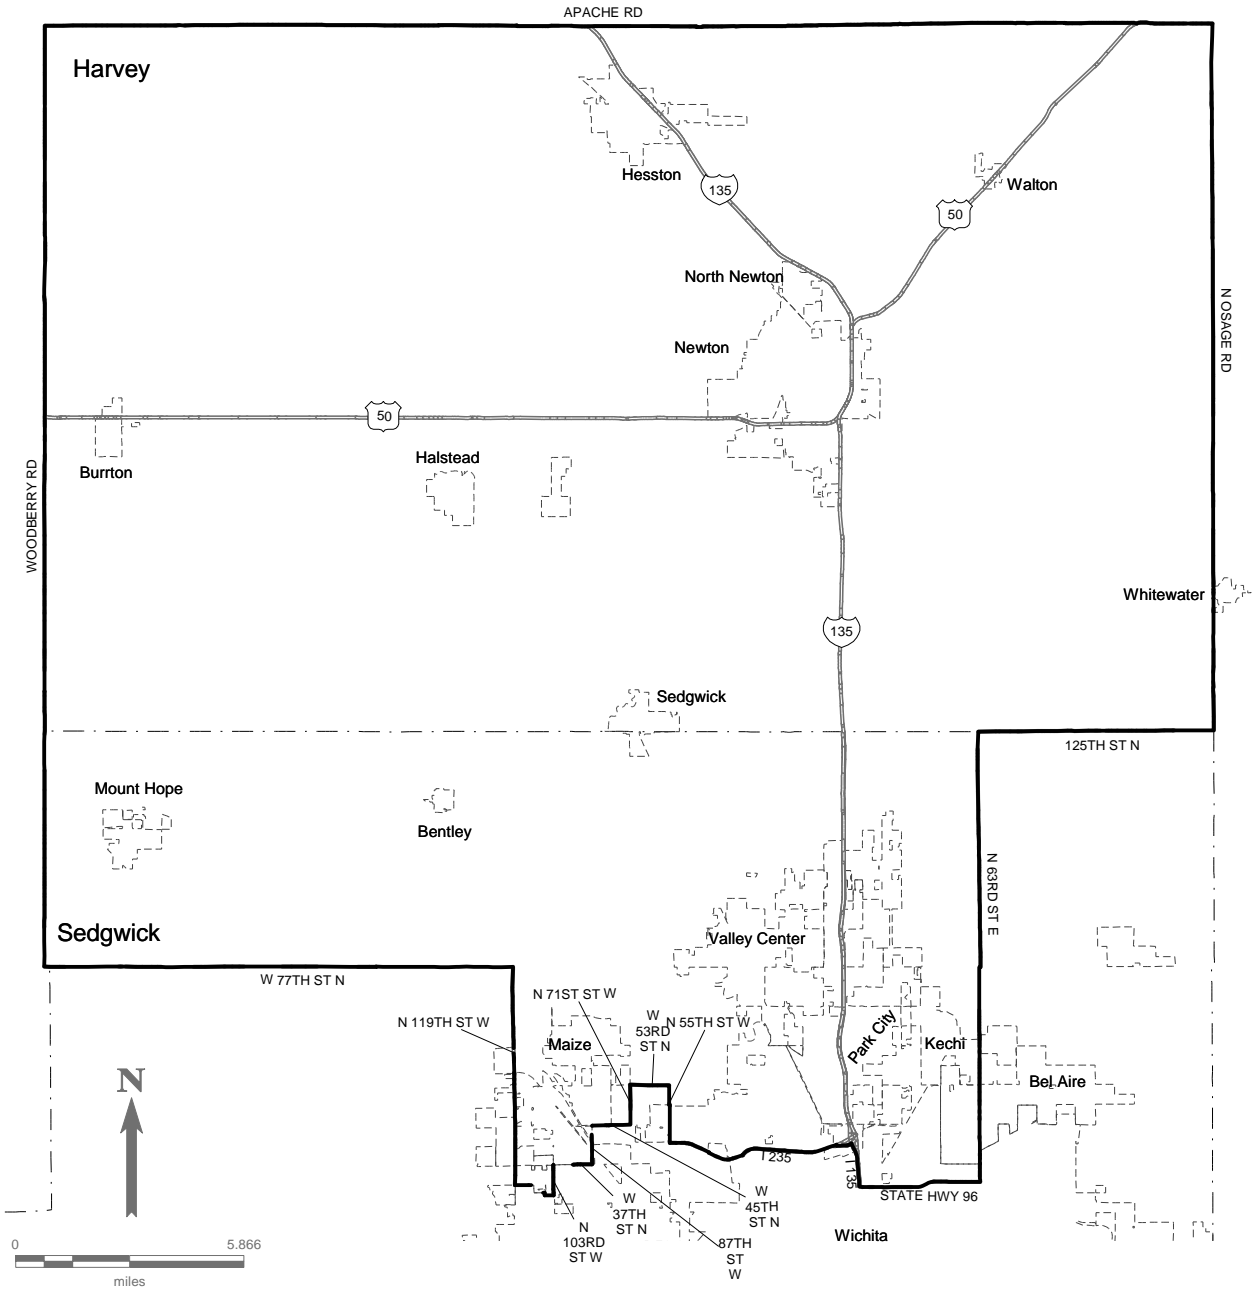 APACHE RD
Harvey
Hesston
135
Walton
50
North Newton
N OSAGE RD
Newton
50
Burrton
Halstead
WOODBERRY RD
Whitewater
135
Sedgwick
125TH ST N
Mount Hope
Bentley
N 63RD ST E
Sedgwick
Valley Center
W 77TH ST N
N 71ST ST W
N 119TH ST W
W
53RD
ST N
N 55TH ST W
Maize
Park City
Kechi
Bel Aire
N
I 235
I 135
STATE HWY 96
W
37TH
ST N
W
45TH
ST N
N
103RD
ST W
87TH
ST
W
Wichita
0
5.866
miles